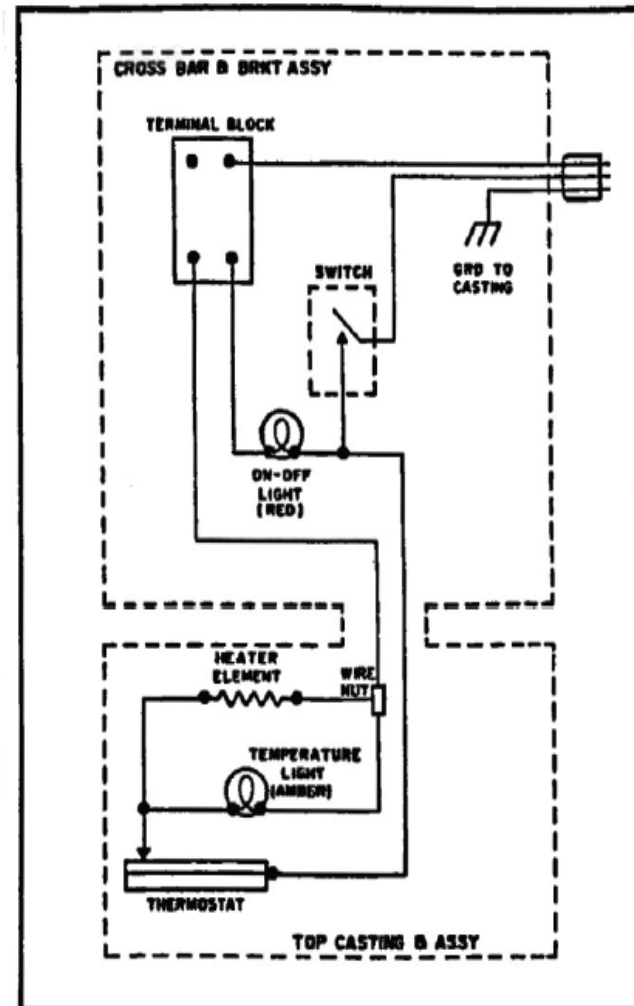 CROSS BAR & BRKT ASSY
TERMINAL BLOCK
SWITCH
GRD TO
CASTING
ON-OFF
LIGHT
(RED)
HEATER
ELEMENT
WIRE
NUT
TEMPERATURE
LIGHT
(AMBER)
THERMOSTAT
TOP CASTING & ASSY